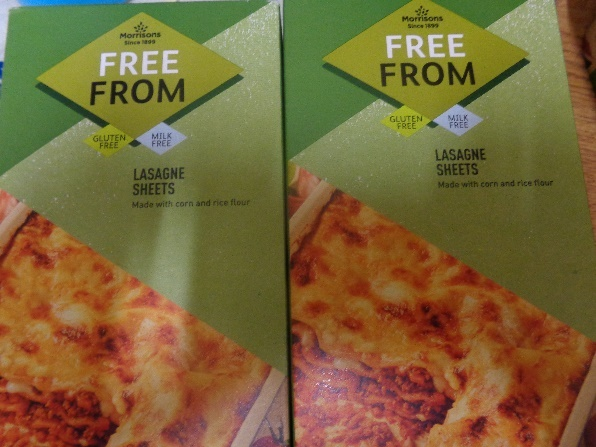 Morrisons
Since 1899
FREE
FROM
GLUTEN
FREE
MILK
FREE
LASAGNE
SHEETS
Made with corn and rice flour
Morrisons
Since 1899
FREE
FROM
GLUTEN
FREE
MILK
FREE
LASAGNE
SHEETS
Made with corn and rice flour